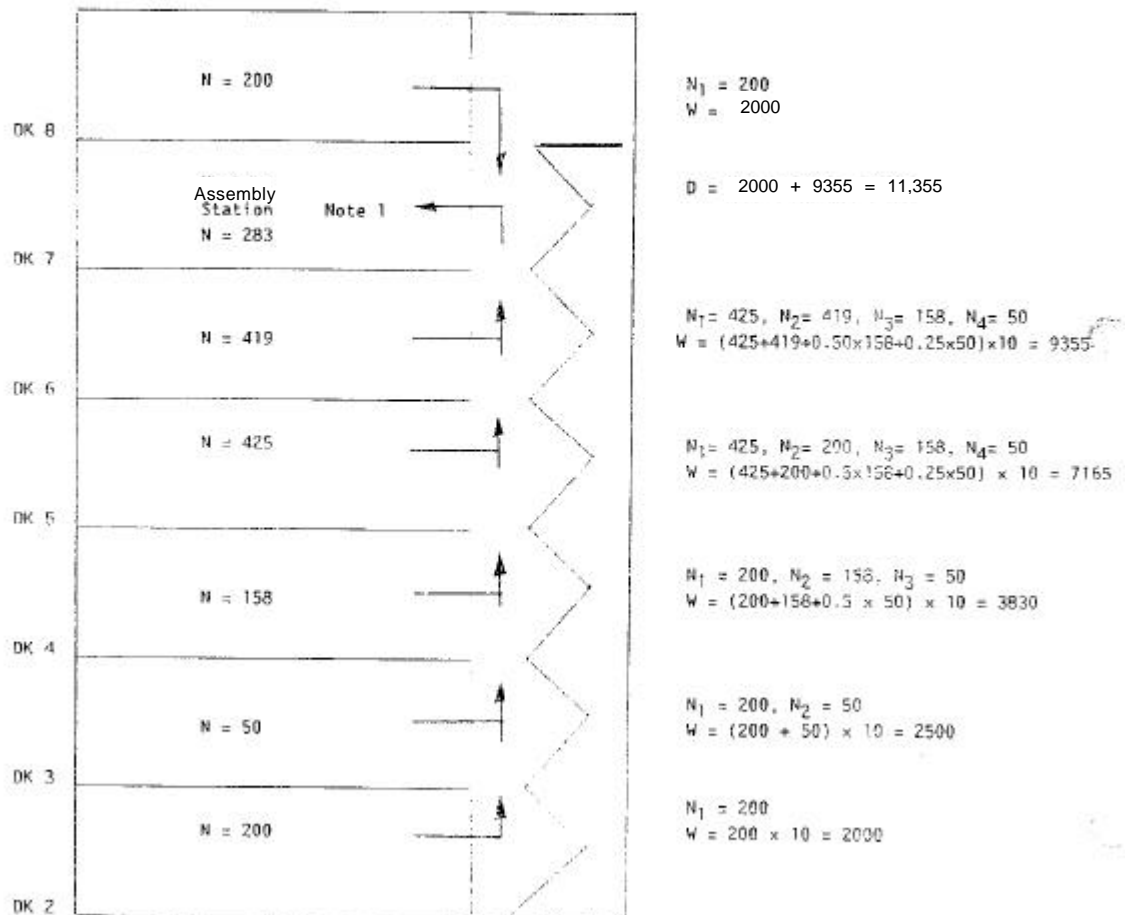 N = 200
N1 = 200
W = 2000
DK 8
D = 2000 + 9355 = 11,355
Assembly
Station Note 1
N = 283
DK 7
N1= 425, N2= 419, N3= 158, N4= 50
N = 419
W = (425+419+0.50x158+0.25x50)x10 = 9355
DK 6
N = 425
N1= 425, N2= 200, N3= 158, N4= 50
W = (425+200+0.5x158+0.25x50) x 10 = 7165
DK 5
N1 = 200, N2 = 158, N3 = 50
N = 158
W = (200+158+0.5 x 50) x 10 = 3830
DK 4
N1 = 200, N2 = 50
N = 50
W = (200 + 50) x 10 = 2500
DK 3
N1 = 200
N = 200
W = 200 x 10 = 2000
DK 2